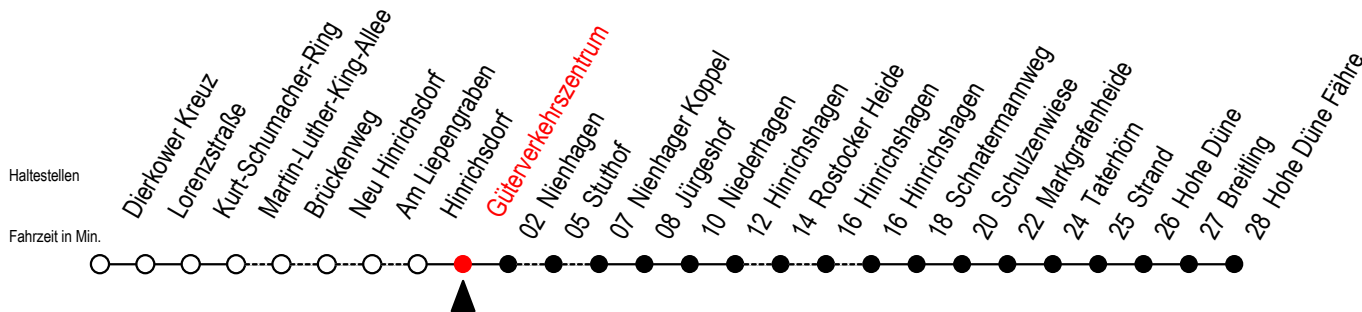 Haltestellen
Fahrzeit in Min.
Dierkower Kreuz
Lorenzstraße
Kurt-Schumacher-Ring
Martin-Luther-King-Allee
Brückenweg
Neu Hinrichsdorf
Am Liepengraben
Hinrichsdorf
Güterverkehrszentrum
02 Nienhagen
05 Stuthof
07 Nienhager Koppel
08 Jürgeshof
10 Niederhagen
12 Hinrichshagen
14 Rostocker Heide
16 Hinrichshagen
16 Hinrichshagen
18 Schnatermannweg
20 Schulzenwiese
22 Markgrafenheide
24 Taterhörn
25 Strand
26 Hohe Düne
27 Breitling
28 Hohe Düne Fähre